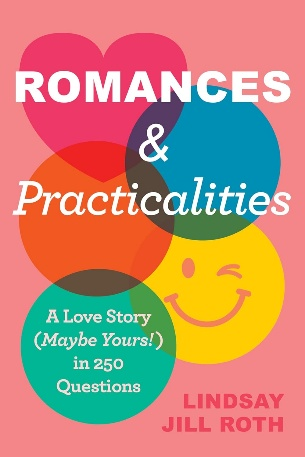 ROMANCES
&
Practicalities
A Love Story
(Maybe Yours!)
in 250
Questions
LINDSAY
JILL ROTH